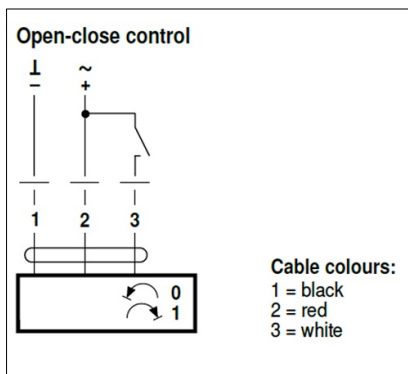 Open-close control
⊥ ~
– +
1 2 3
0
1
Cable colours:
1 = black
2 = red
3 = white